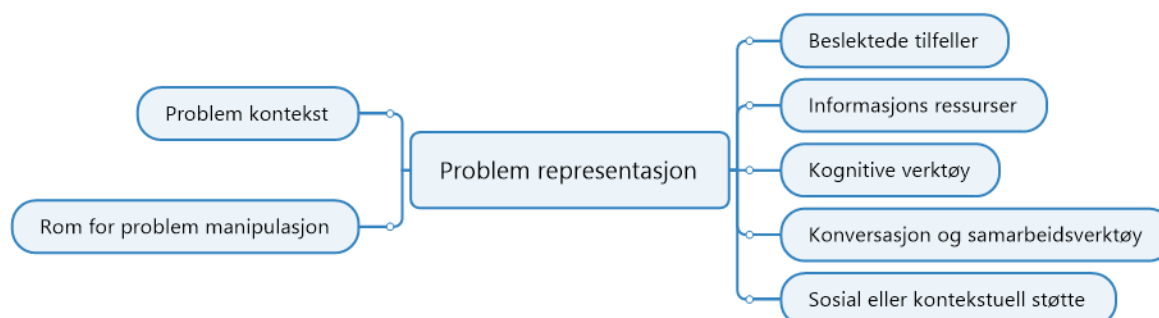 Problem kontekst
Rom for problem manipulasjon
Problem representasjon
Beslektede tilfeller
Informasjons ressurser
Kognitive verktøy
Konversasjon og samarbeidsverktøy
Sosial eller kontekstuell støtte